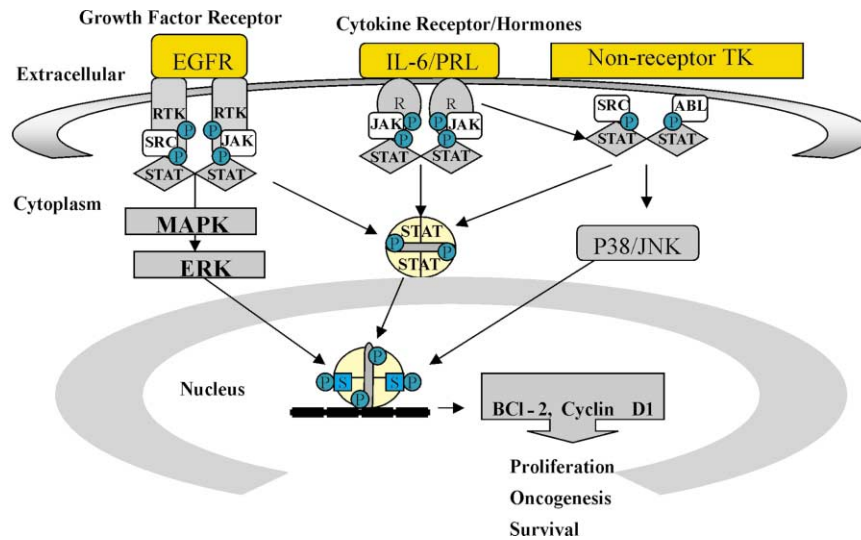 Growth Factor Receptor
Cytokine Receptor/Hormones
EGFR
IL-6/PRL
Non-receptor TK
Extracellular
RTK
RTK
R
R
SRC
P
P
JAK
P
P
STAT
STAT
JAK
P
P
JAK
P
P
STAT
STAT
SRC
P
P
ABL
STAT
STAT
Cytoplasm
MAPK
ERK
STAT
P
P
STAT
P38/JNK
Nucleus
P
P
S
S
P
P
BCl-2, Cyclin D1
Proliferation
Oncogenesis
Survival